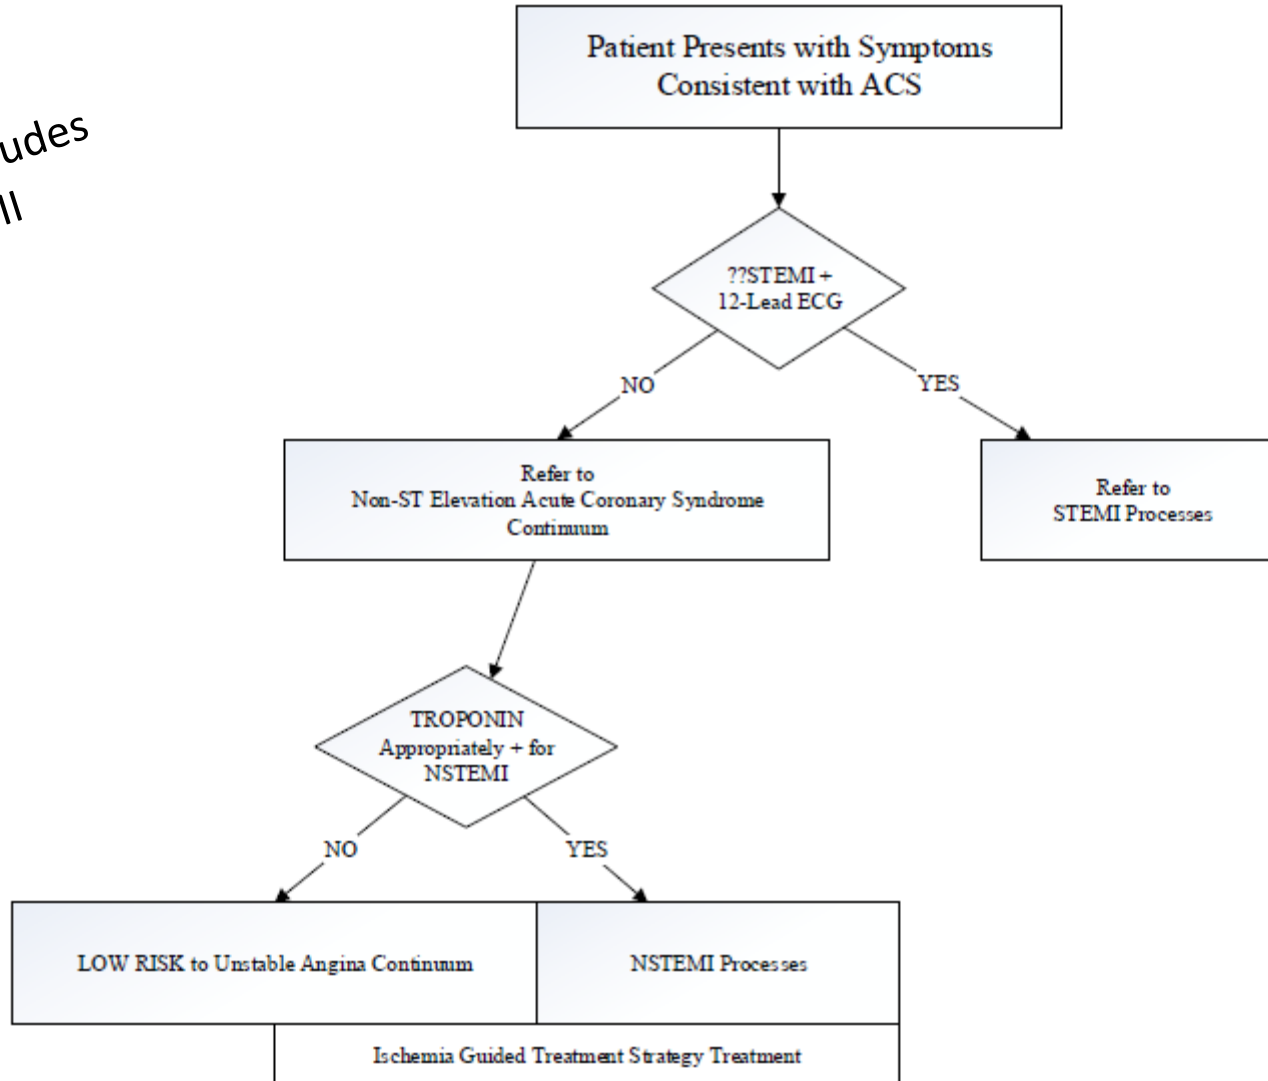 Patient Presents with Symptoms
Consistent with ACS
udes
ll
??STEMI +
12-Lead ECG
NO
YES
Refer to
Non-ST Elevation Acute Coronary Syndrome
Continuum
Refer to
STEMI Processes
TROPONIN
Appropriately + for
NSTEMI
NO
YES
LOW RISK to Unstable Angina Continuum
NSTEMI Processes
Ischemia Guided Treatment Strategy Treatment